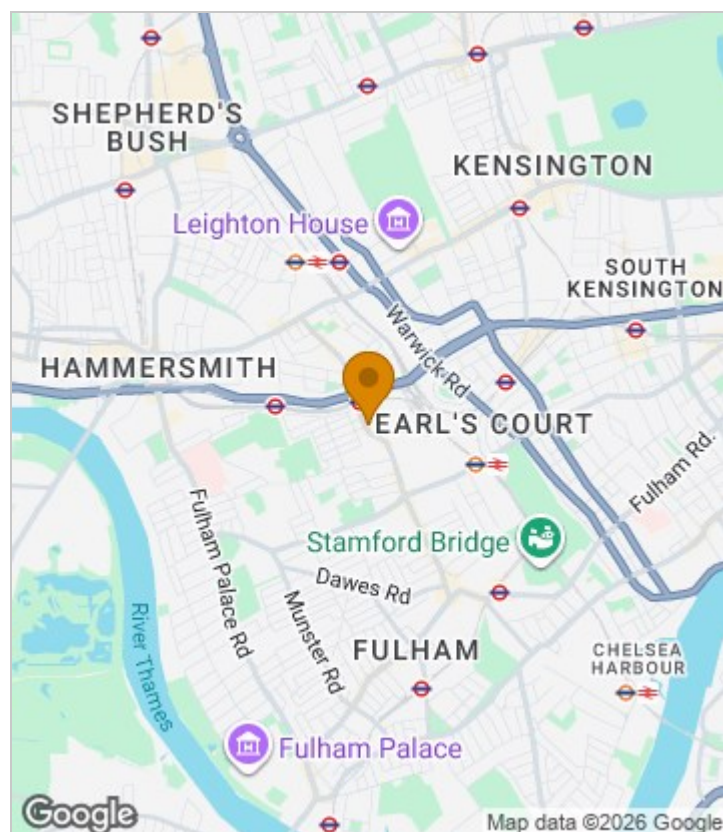 SHEPHERD'S
BUSH
KENSINGTON
Leighton House
SOUTH
KENSINGTON
Warwick Rd
HAMMERSMITH
EARL'S COURT
Fulham Rd.
Fulham Palace Rd
Stamford Bridge
Dawes Rd
Munster Rd
River Thames
FULHAM
CHELSEA
HARBOUR
Fulham Palace
Google
Map data ©2026 Google